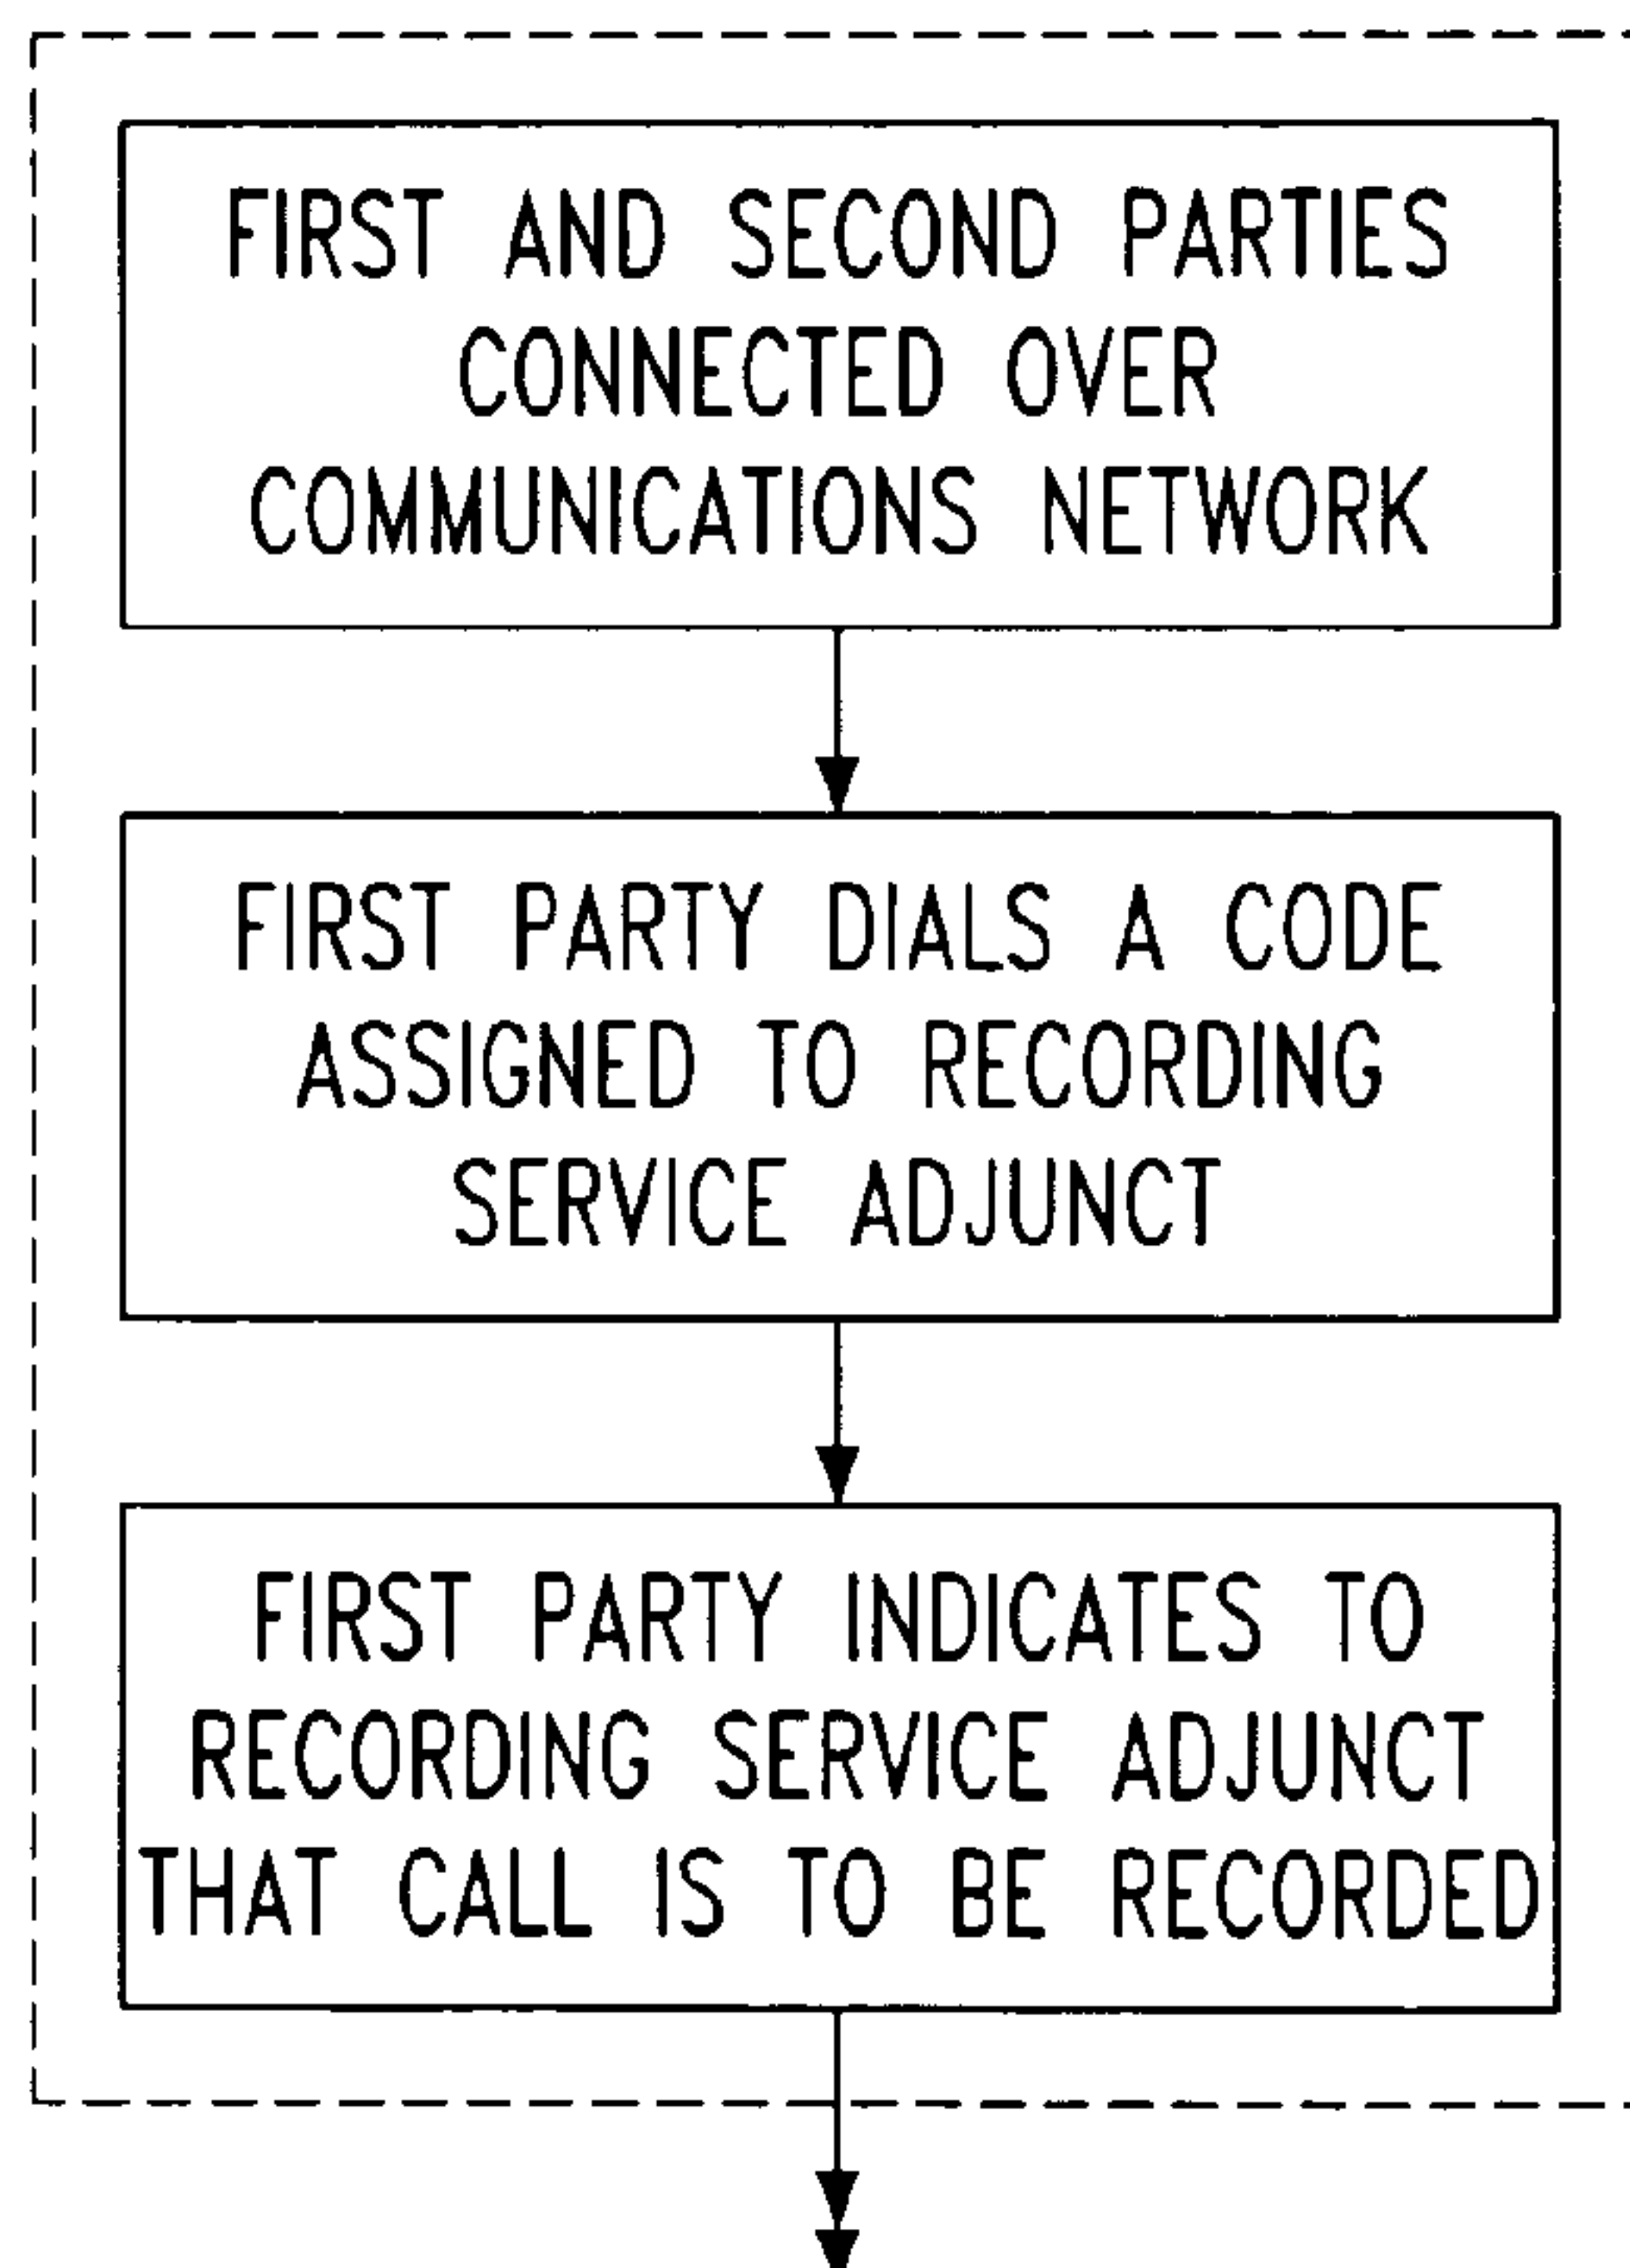 FIRST AND SECOND PARTIES
CONNECTED OVER
COMMUNICATIONS NETWORK
FIRST PARTY DIALS A CODE
ASSIGNED TO RECORDING
SERVICE ADJUNCT
FIRST PARTY INDICATES TO
RECORDING SERVICE ADJUNCT
THAT CALL IS TO BE RECORDED